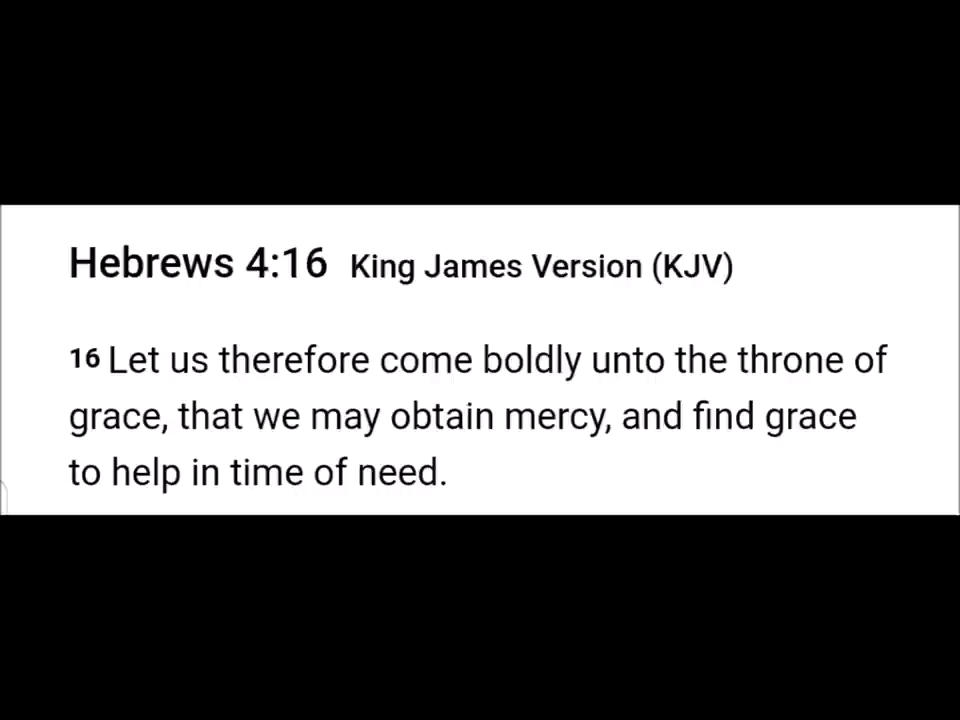 Hebrews 4:16 King James Version (KJV)
16 Let us therefore come boldly unto the throne of
grace, that we may obtain mercy, and find grace
to help in time of need.